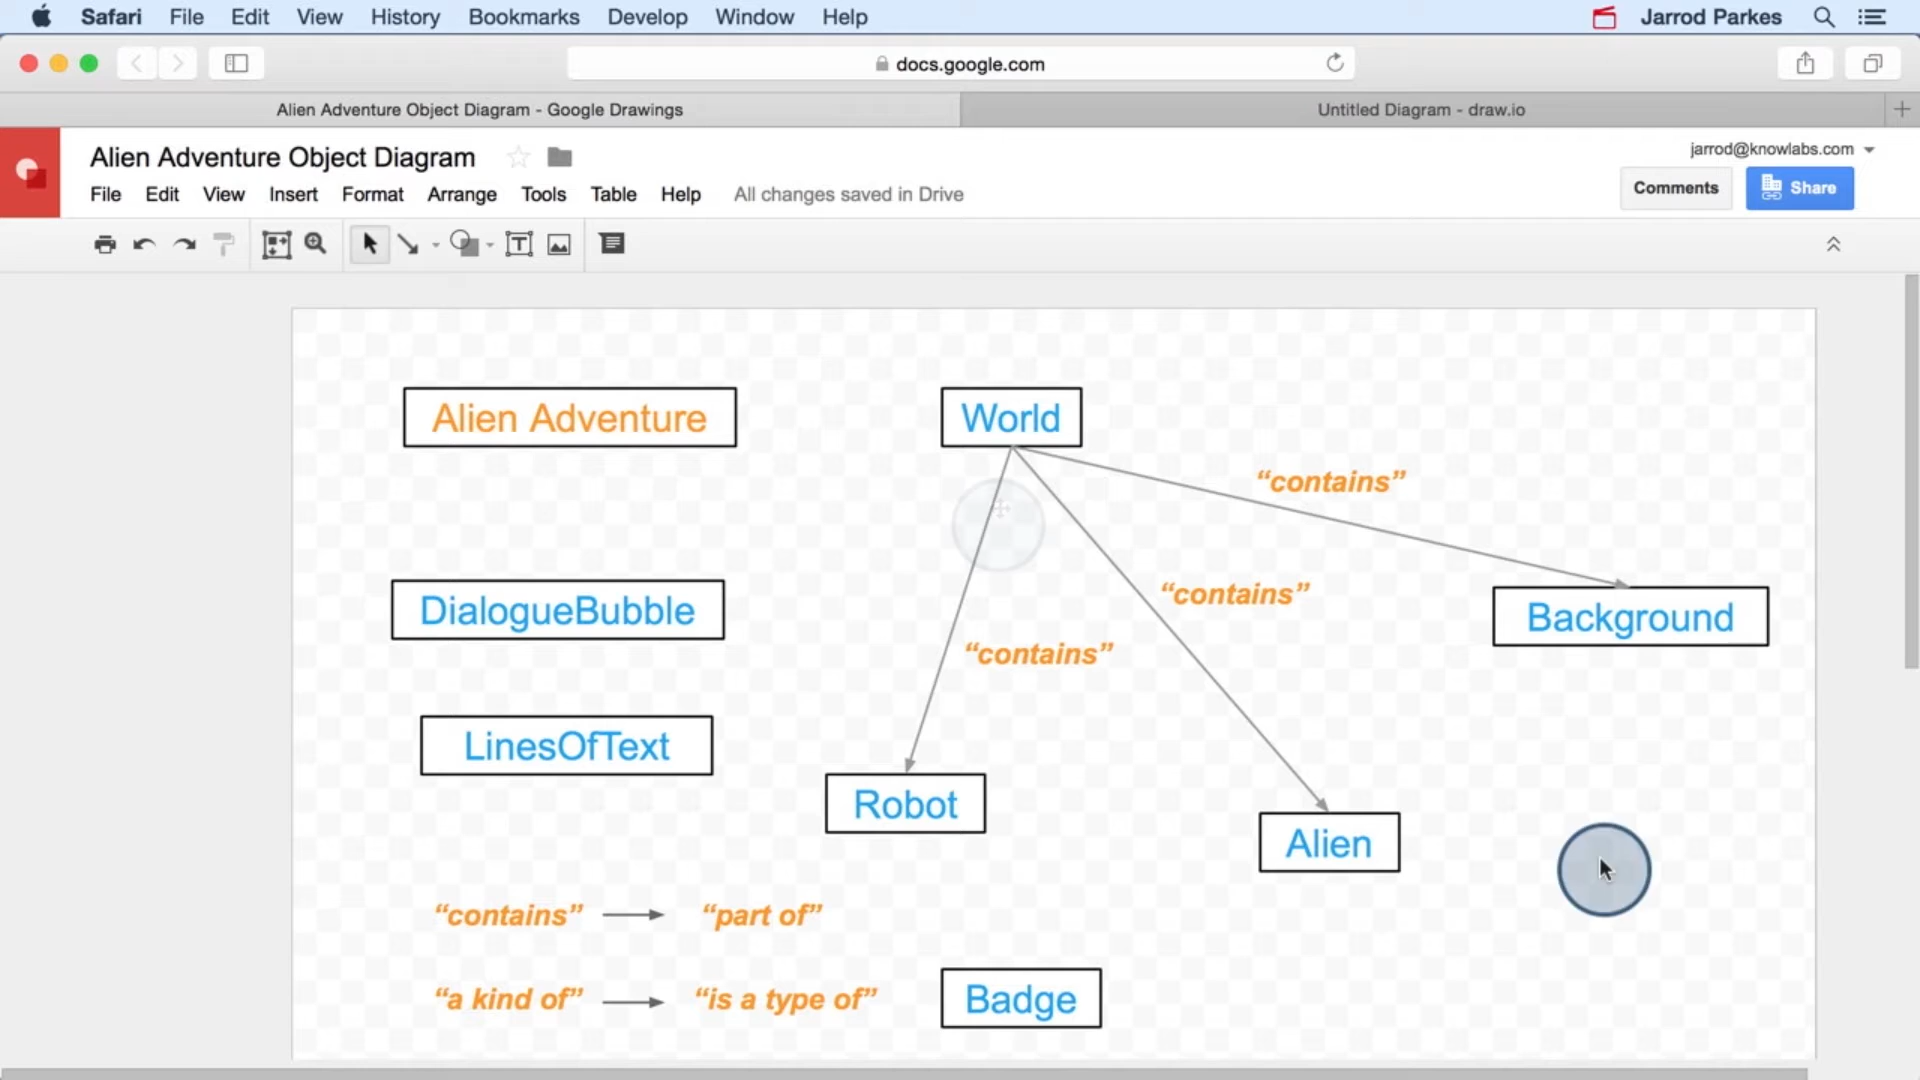 Safari File Edit View History Bookmarks Develop Window Help Jarrod Parkes
docs.google.com
Alien Adventure Object Diagram - Google Drawings Untitled Diagram - draw.io
Alien Adventure Object Diagram
jarrod@knowlabs.com
File Edit View Insert Format Arrange Tools Table Help All changes saved in Drive
Comments Share
Alien Adventure
World
“contains”
DialogueBubble
“contains”
Background
“contains”
LinesOfText
Robot
Alien
“contains” “part of”
“a kind of” “is a type of”
Badge